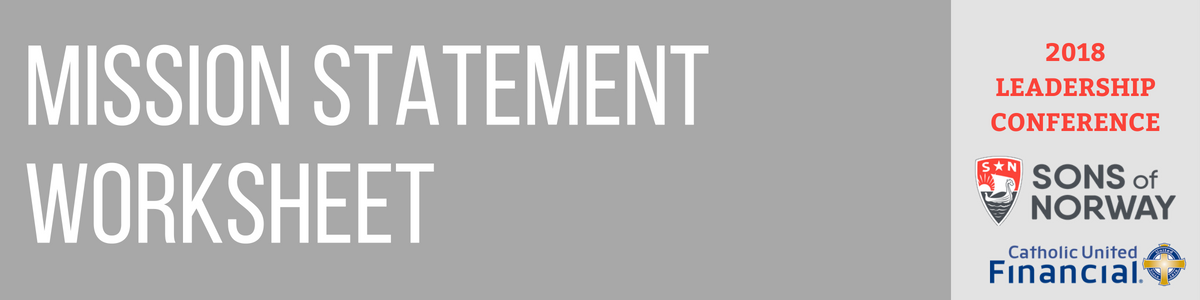 MISSION STATEMENT
WORKSHEET
2018
LEADERSHIP
CONFERENCE
S★N
SONS of
NORWAY
Catholic United
Financial®